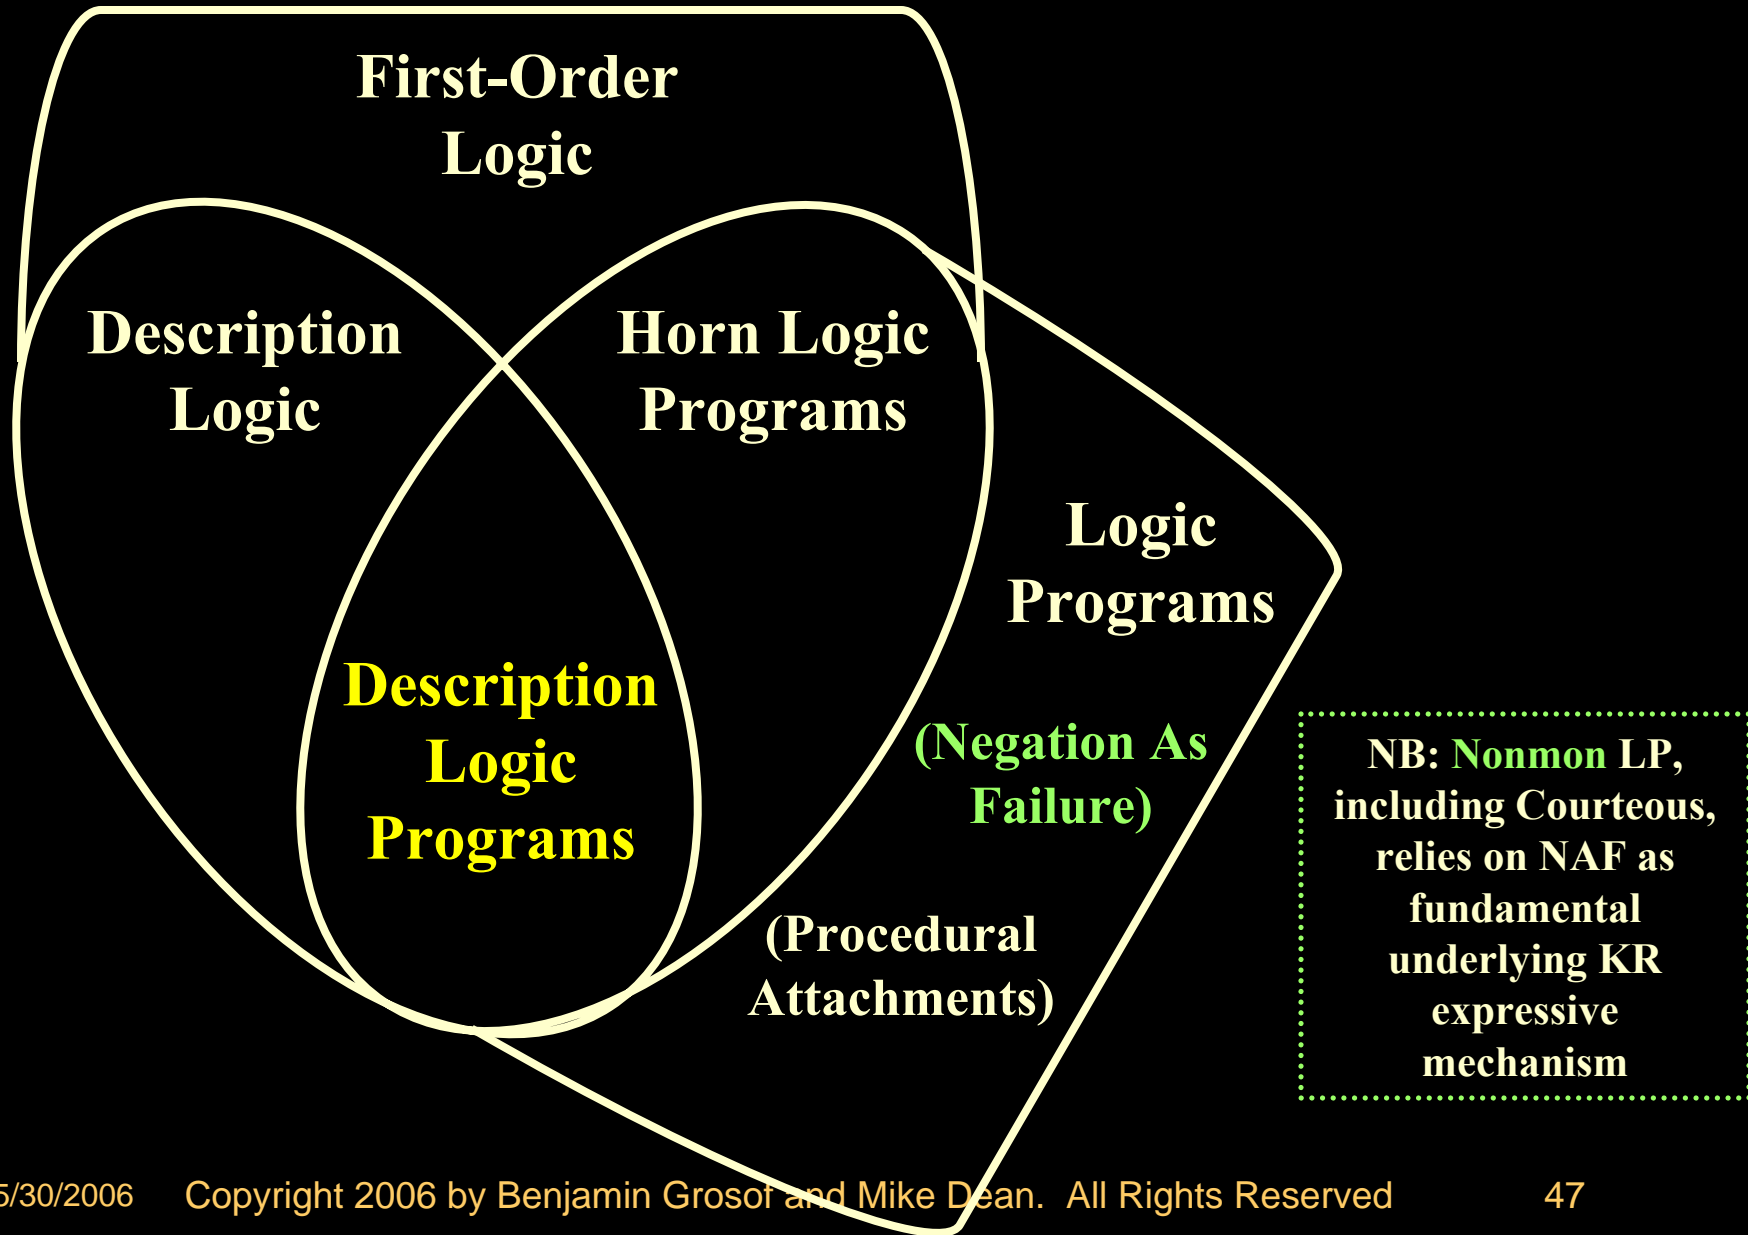 First-Order
Logic
Description
Logic
Horn Logic
Programs
Logic
Programs
Description
Logic
Programs
(Negation As
Failure)
(Procedural
Attachments)
NB: Nonmon LP,
including Courteous,
relies on NAF as
fundamental
underlying KR
expressive
mechanism
5/30/2006 Copyright 2006 by Benjamin Grosof and Mike Dean. All Rights Reserved 47